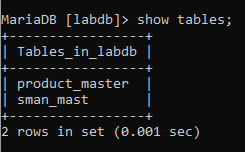 MariaDB [labdb]> show tables;
+-----------------+
| Tables_in_labdb |
+-----------------+
| product_master  |
| sman_mast       |
+-----------------+
2 rows in set (0.001 sec)